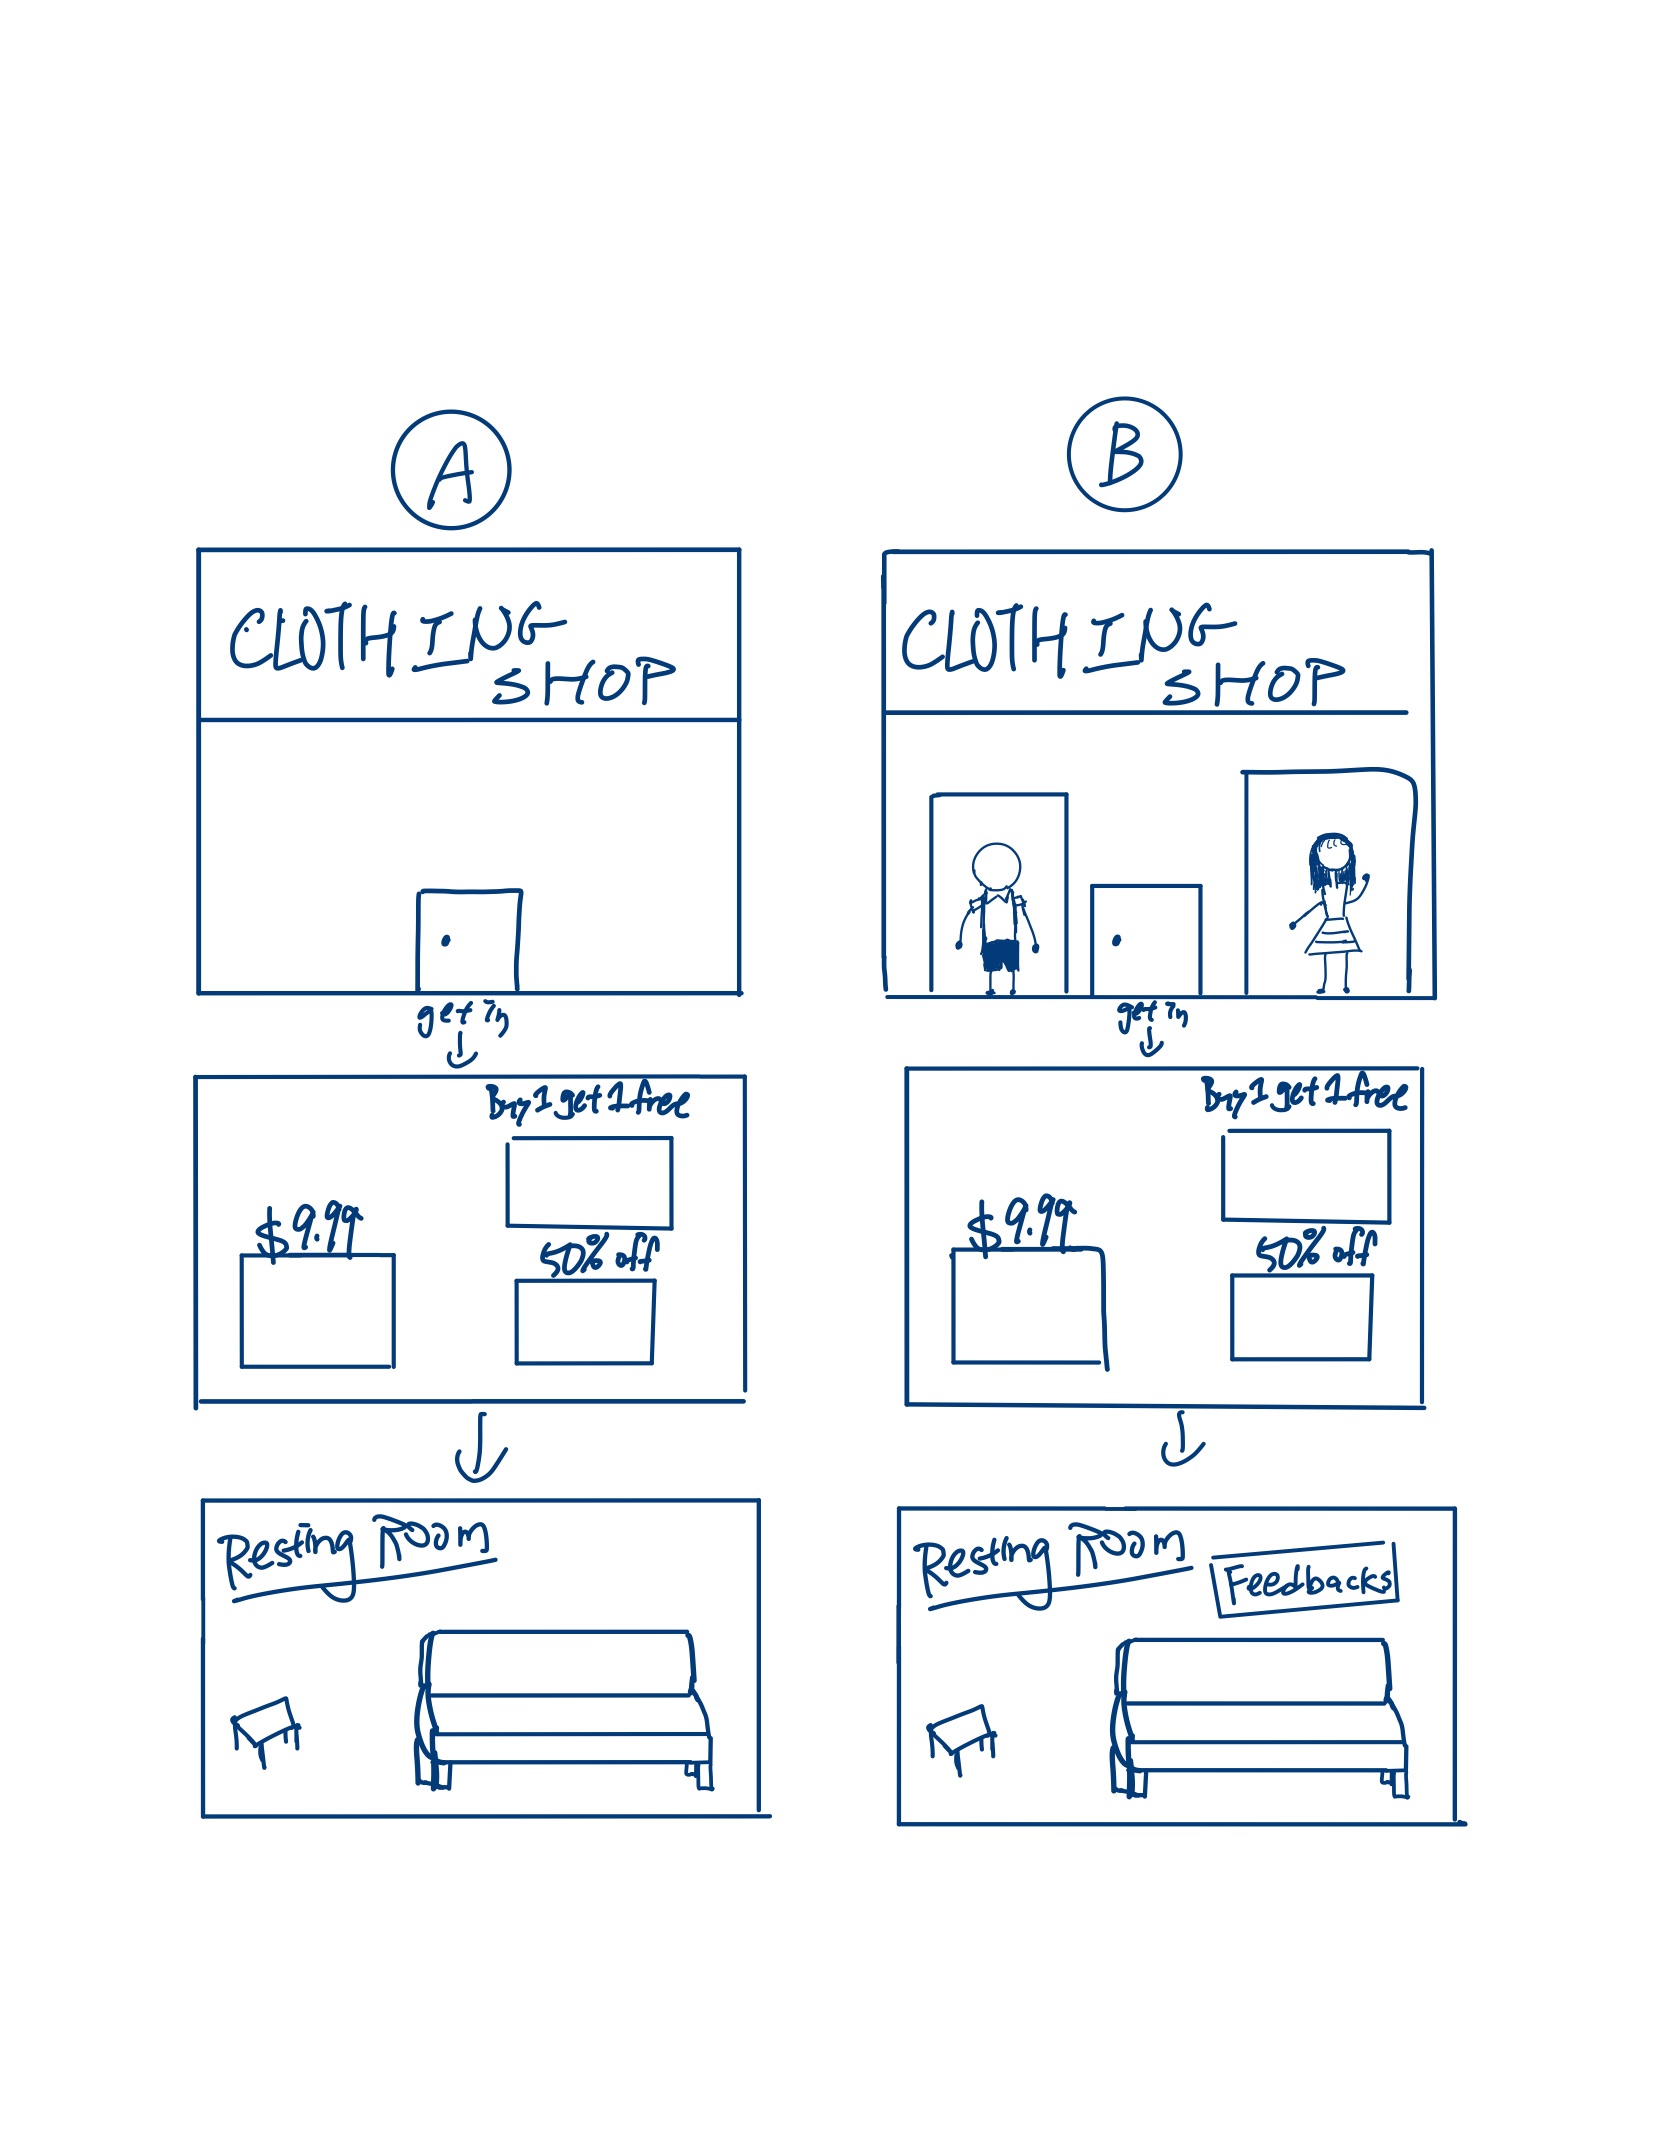 A
CLOTHING
SHOP
get in
Buy 1 get 1 free
$9.99
50% off
Resting Room
B
CLOTHING
SHOP
get in
Buy 1 get 1 free
$9.99
50% off
Resting Room
Feedbacks